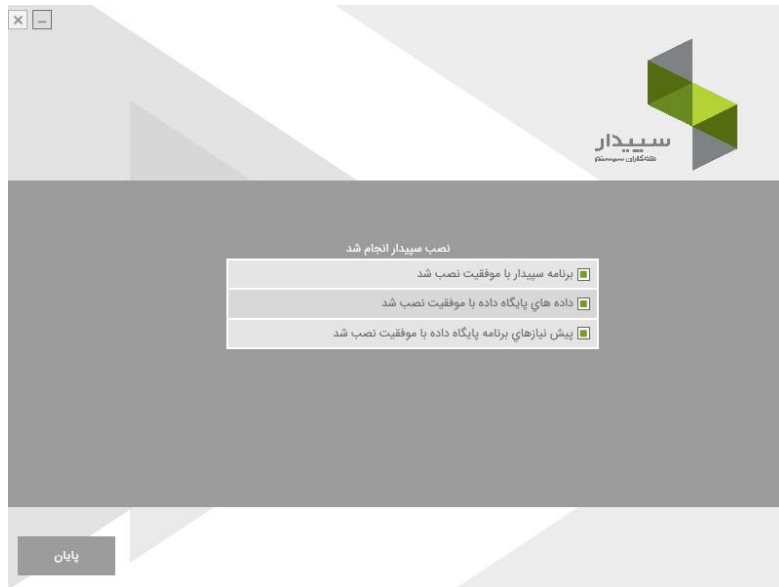 سپیدار
همکاران سیستم
نصب سپیدار انجام شد
برنامه سپیدار با موفقیت نصب شد
داده هاي پایگاه داده با موفقیت نصب شد
پیش نیازهاي برنامه پایگاه داده با موفقیت نصب شد
پایان